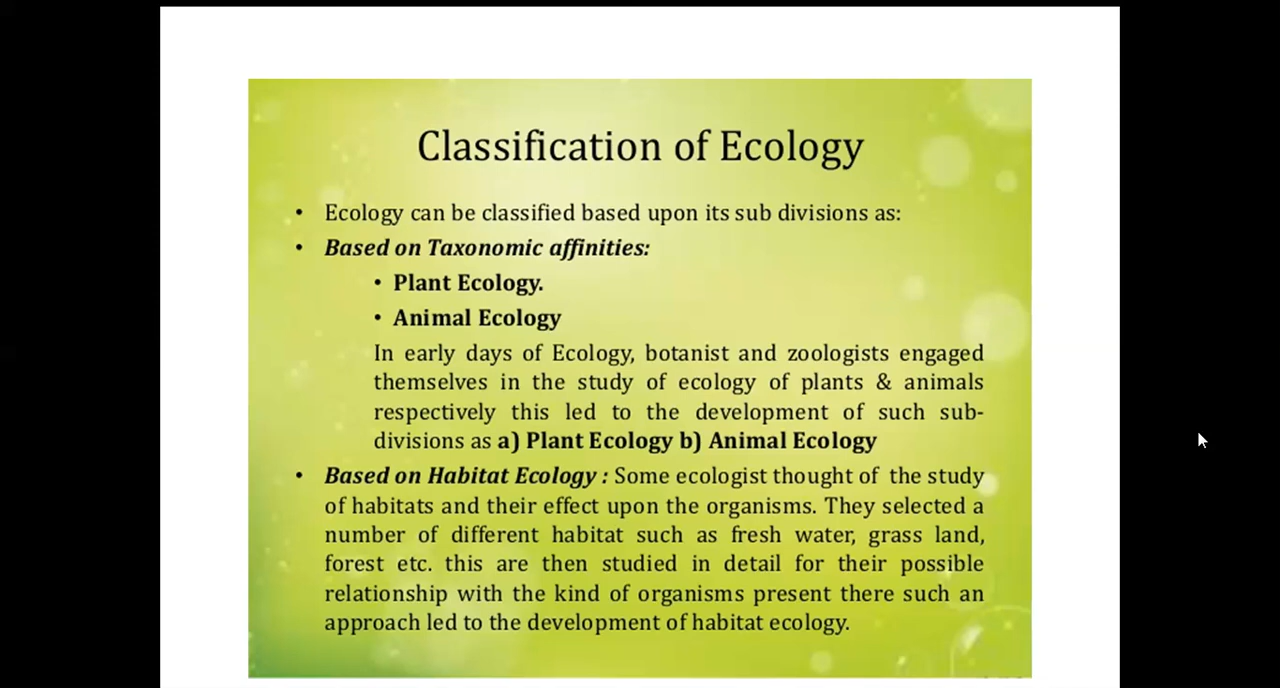 Classification of Ecology
• Ecology can be classified based upon its sub divisions as:
• Based on Taxonomic affinities:
• Plant Ecology.
• Animal Ecology
In early days of Ecology, botanist and zoologists engaged
themselves in the study of ecology of plants & animals
respectively this led to the development of such sub-
divisions as a) Plant Ecology b) Animal Ecology
• Based on Habitat Ecology : Some ecologist thought of the study
of habitats and their effect upon the organisms. They selected a
number of different habitat such as fresh water, grass land,
forest etc. this are then studied in detail for their possible
relationship with the kind of organisms present there such an
approach led to the development of habitat ecology.